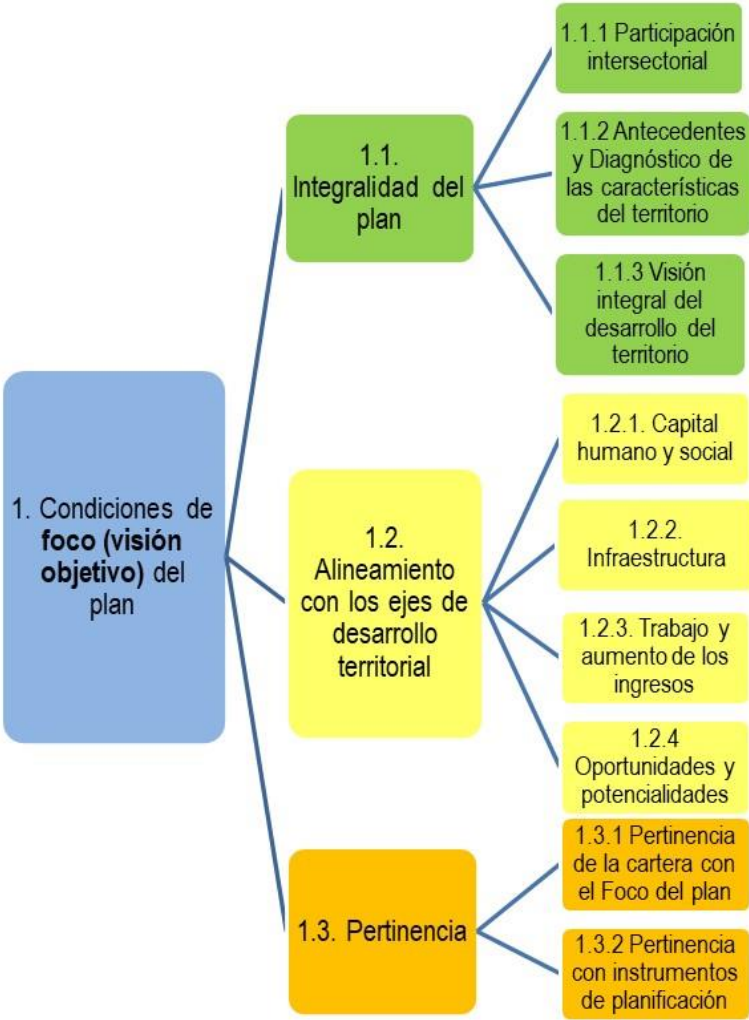 1. Condiciones de
foco (visión
objetivo) del
plan
1.1.
Integralidad del
plan
1.1.1 Participación
intersectorial
1.1.2 Antecedentes
y Diagnóstico de
las características
del territorio
1.1.3 Visión
integral del
desarrollo del
territorio
1.2.
Alineamiento
con los ejes de
desarrollo
territorial
1.2.1. Capital
humano y social
1.2.2.
Infraestructura
1.2.3. Trabajo y
aumento de los
ingresos
1.2.4
Oportunidades y
potencialidades
1.3. Pertinencia
1.3.1 Pertinencia
de la cartera con
el Foco del plan
1.3.2 Pertinencia
con instrumentos
de planificación